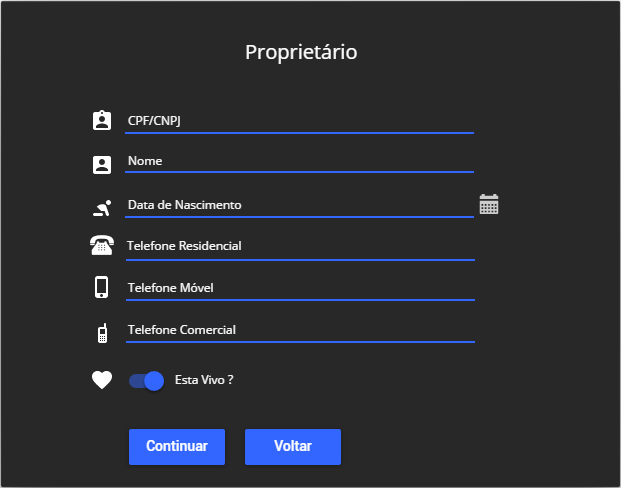 Proprietário
CPF/CNPJ
Nome
Data de Nascimento
Telefone Residencial
Telefone Móvel
Telefone Comercial
Esta Vivo ?
Continuar
Voltar